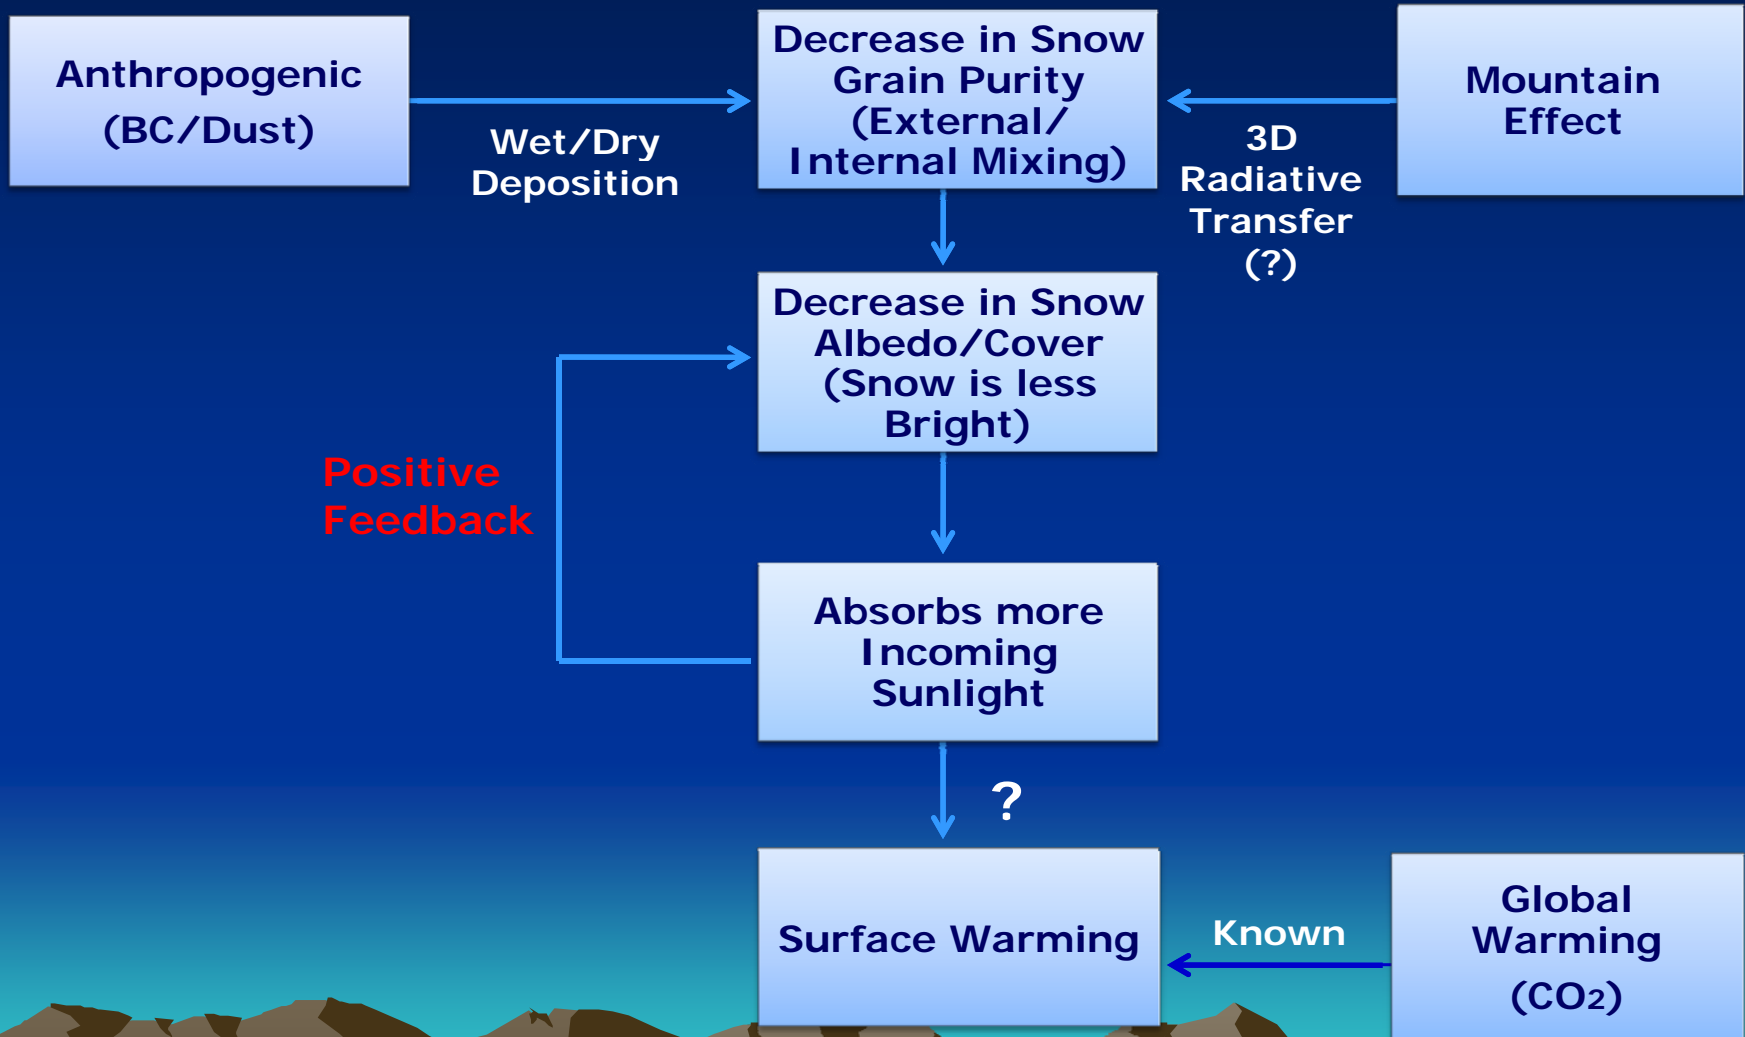 Anthropogenic
(BC/Dust)
Wet/Dry
Deposition
Decrease in Snow
Grain Purity
(External/
Internal Mixing)
3D
Radiative
Transfer
(?)
Mountain
Effect
Decrease in Snow
Albedo/Cover
(Snow is less
Bright)
Positive
Feedback
Absorbs more
Incoming
Sunlight
?
Surface Warming
Known
Global
Warming
(CO2)